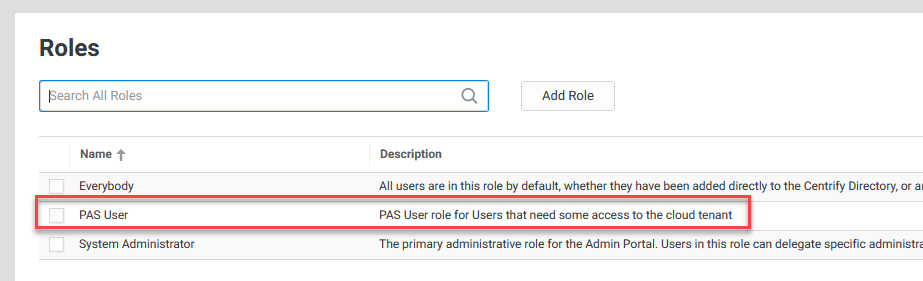 Roles
Search All Roles
Add Role
Name Description
Everybody All users are in this role by default, whether they have been added directly to the Centrify Directory, or
PAS User PAS User role for Users that need some access to the cloud tenant
System Administrator The primary administrative role for the Admin Portal. Users in this role can delegate specific